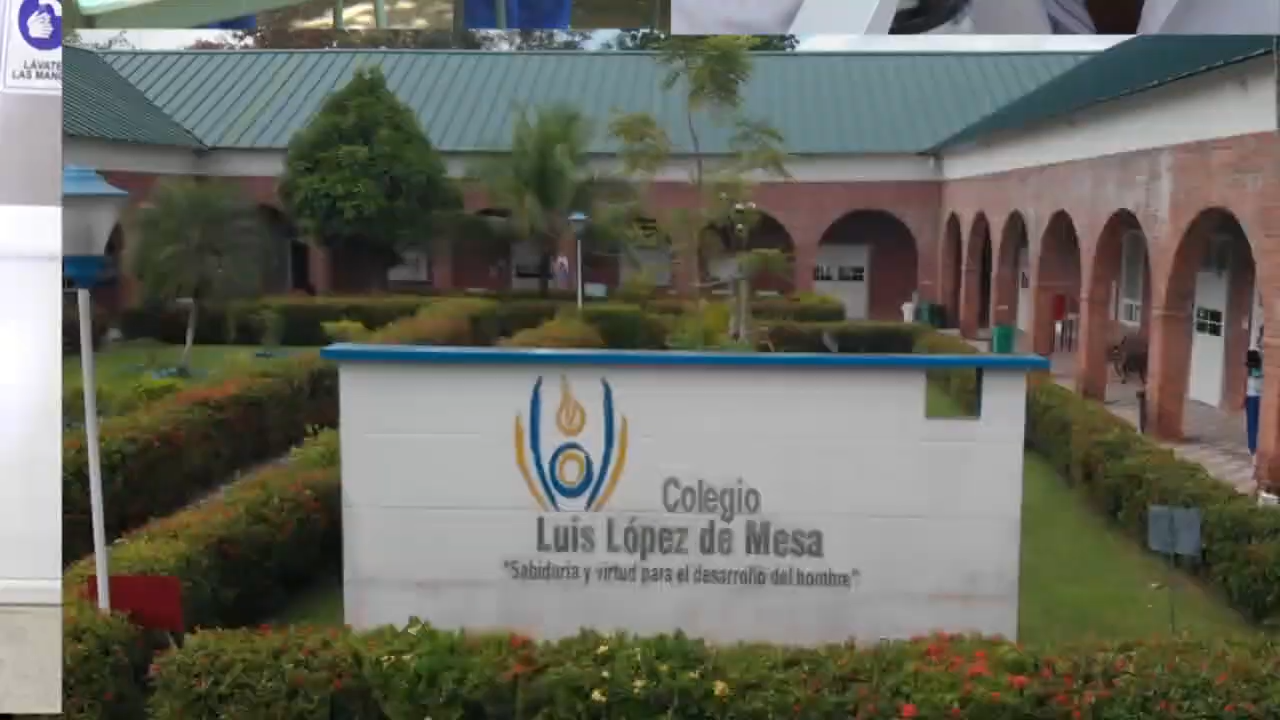 LÁVATE
LAS MAN
Colegio
Luis López de Mesa
"Sabiduría y virtud para el desarrollo del hombre"